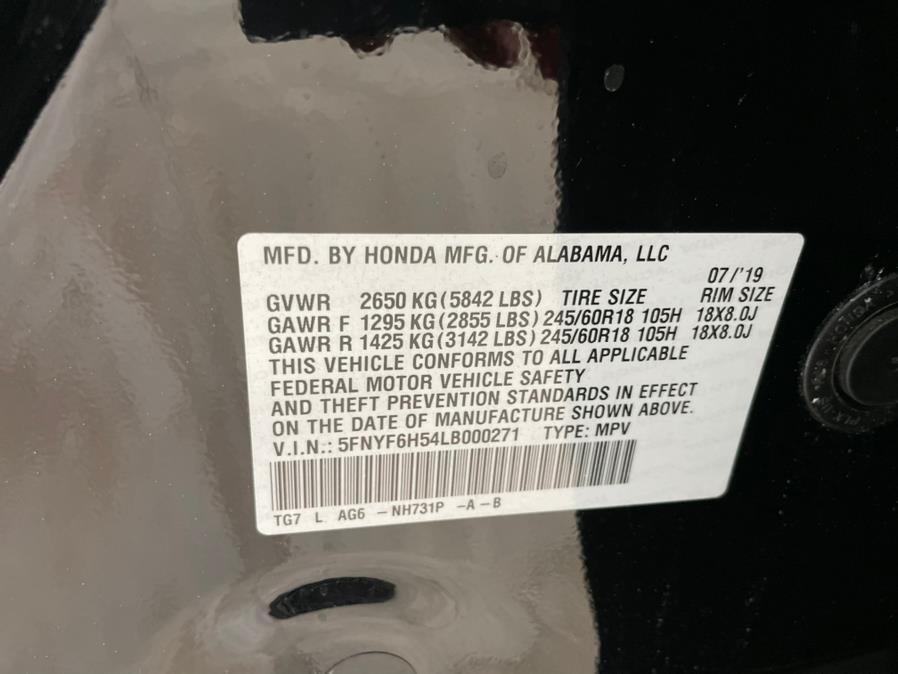 MFD. BY HONDA MFG. OF ALABAMA, LLC
07/'19
GVWR 2650 KG (5842 LBS) TIRE SIZE RIM SIZE
GAWR F 1295 KG (2855 LBS) 245/60R18 105H 18X8.0J
GAWR R 1425 KG (3142 LBS) 245/60R18 105H 18X8.0J
THIS VEHICLE CONFORMS TO ALL APPLICABLE
FEDERAL MOTOR VEHICLE SAFETY
AND THEFT PREVENTION STANDARDS IN EFFECT
ON THE DATE OF MANUFACTURE SHOWN ABOVE.
V.I.N.: 5FNYF6H54LB000271 TYPE: MPV
TG7 L AG6 - NH731P -A-B